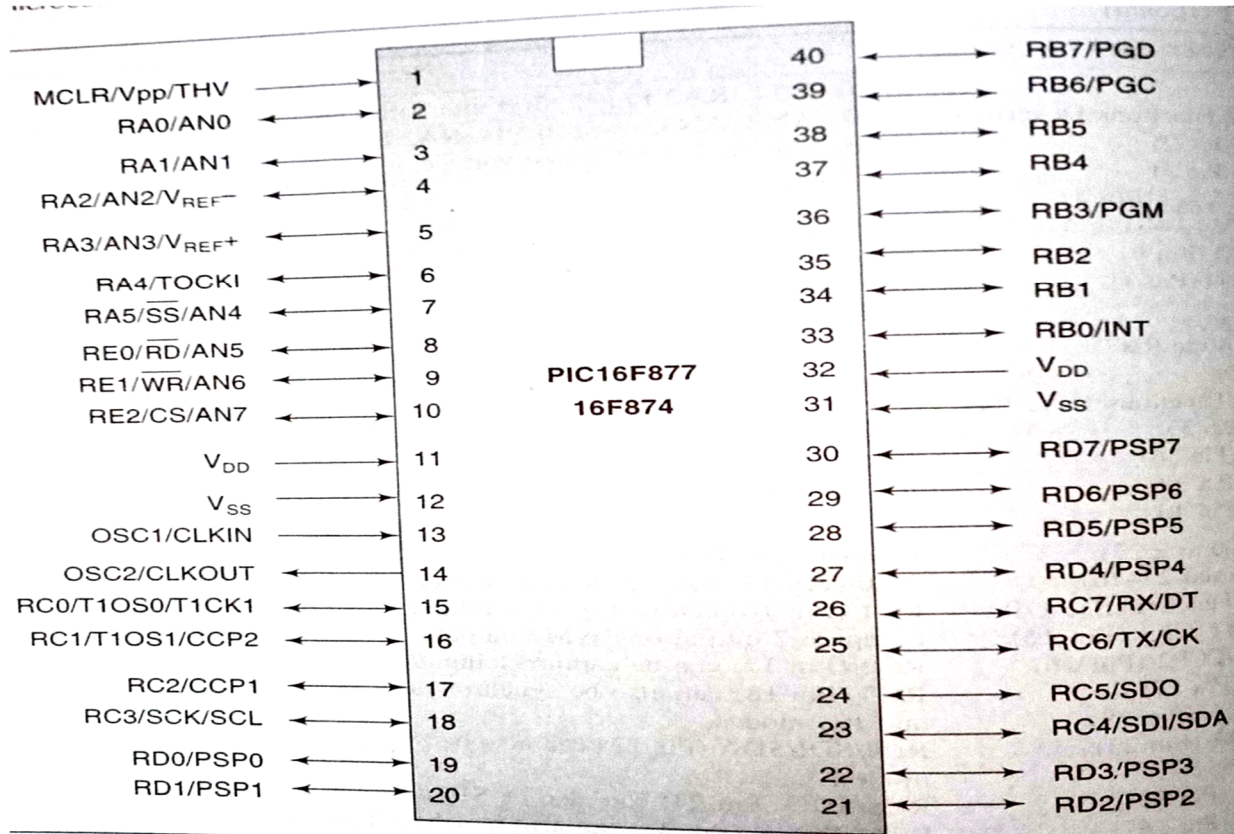 MCLR/Vpp/THV 1
RA0/AN0 2
RA1/AN1 3
RA2/AN2/VREF- 4
RA3/AN3/VREF+ 5
RA4/TOCKI 6
RA5/S̅S̅/AN4 7
RE0/R̅D̅/AN5 8
RE1/W̅R̅/AN6 9
RE2/CS/AN7 10
VDD 11
VSS 12
OSC1/CLKIN 13
OSC2/CLKOUT 14
RC0/T1OS0/T1CK1 15
RC1/T1OS1/CCP2 16
RC2/CCP1 17
RC3/SCK/SCL 18
RD0/PSP0 19
RD1/PSP1 20
PIC16F877
16F874
40 RB7/PGD
39 RB6/PGC
38 RB5
37 RB4
36 RB3/PGM
35 RB2
34 RB1
33 RB0/INT
32 VDD
31 VSS
30 RD7/PSP7
29 RD6/PSP6
28 RD5/PSP5
27 RD4/PSP4
26 RC7/RX/DT
25 RC6/TX/CK
24 RC5/SDO
23 RC4/SDI/SDA
22 RD3/PSP3
21 RD2/PSP2